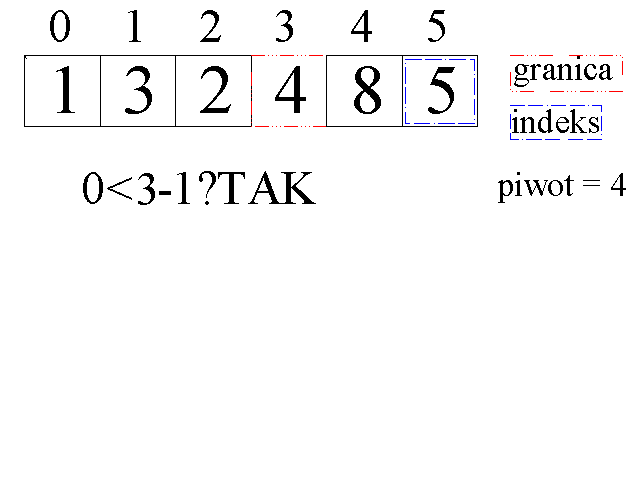 0 1 2 3 4 5
1 3 2 4 8 5
granica
indeks
0<3-1?TAK
piwot = 4